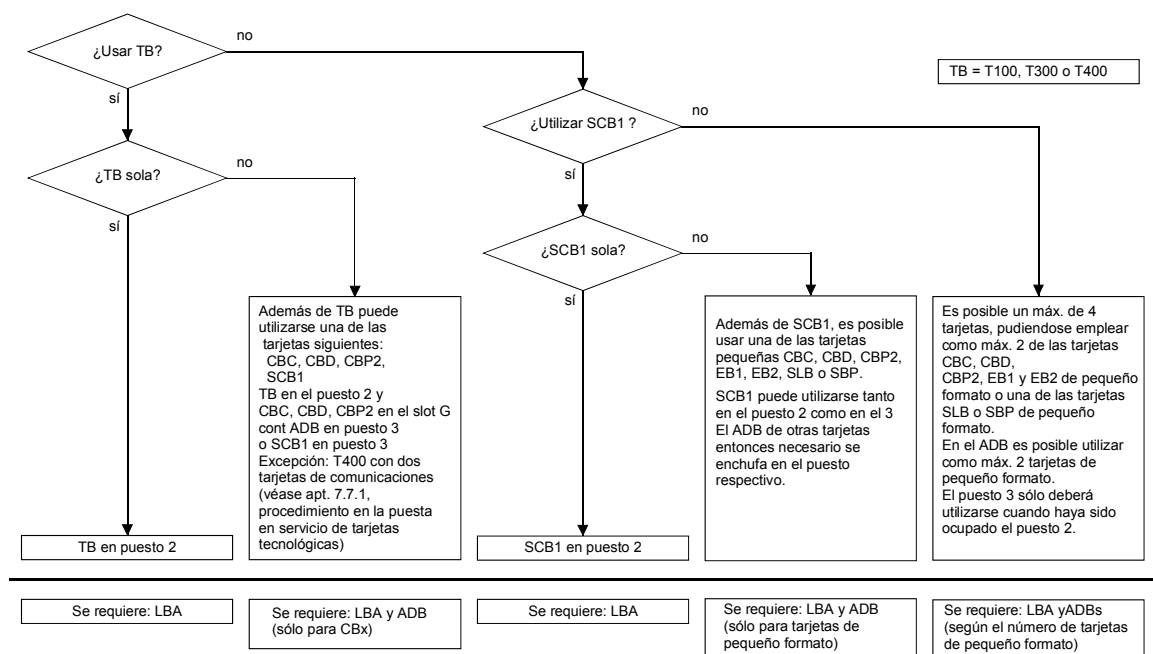 ¿Usar TB?
no
sí
TB = T100, T300 o T400
¿Utilizar SCB1 ?
no
sí
¿TB sola?
no
sí
¿SCB1 sola?
no
sí
Además de TB puede
utilizarse una de las
tarjetas siguientes:
CBC, CBD, CBP2,
SCB1
TB en el puesto 2 y
CBC, CBD, CBP2 en el slot G
cont ADB en puesto 3
o SCB1 en puesto 3
Excepción: T400 con dos
tarjetas de comunicaciones
(véase apt. 7.7.1,
procedimiento en la puesta
en servicio de tarjetas
tecnológicas)
Además de SCB1, es posible
usar una de las tarjetas
pequeñas CBC, CBD, CBP2,
EB1, EB2, SLB o SBP.
SCB1 puede utilizarse tanto
en el puesto 2 como en el 3
El ADB de otras tarjetas
entonces necesario se
enchufa en el puesto
respectivo.
Es posible un máx. de 4
tarjetas, pudiendose emplear
como máx. 2 de las tarjetas
CBC, CBD,
CBP2, EB1 y EB2 de pequeño
formato o una de las tarjetas
SLB o SBP de pequeño
formato.
En el ADB es posible utilizar
como máx. 2 tarjetas de
pequeño formato.
El puesto 3 sólo deberá
utilizarse cuando haya sido
ocupado el puesto 2.
TB en puesto 2
SCB1 en puesto 2
Se requiere: LBA
Se requiere: LBA y ADB
(sólo para CBx)
Se requiere: LBA
Se requiere: LBA y ADB
(sólo para tarjetas de
pequeño formato)
Se requiere: LBA yADBs
(según el número de tarjetas
de pequeño formato)